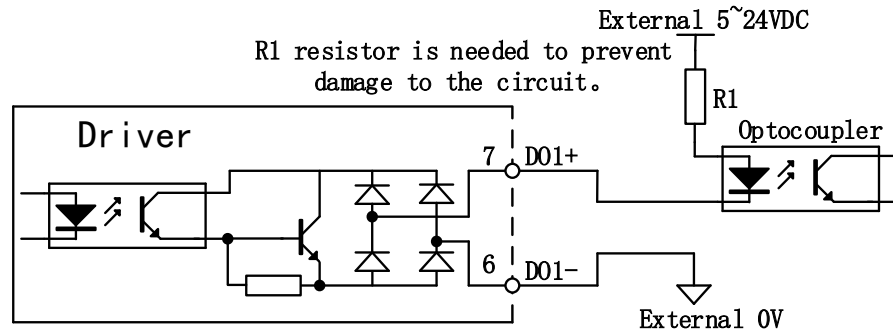 External 5~24VDC
R1 resistor is needed to prevent
damage to the circuit。
R1
Driver
Optocoupler
7
DO1+
6
DO1-
External 0V